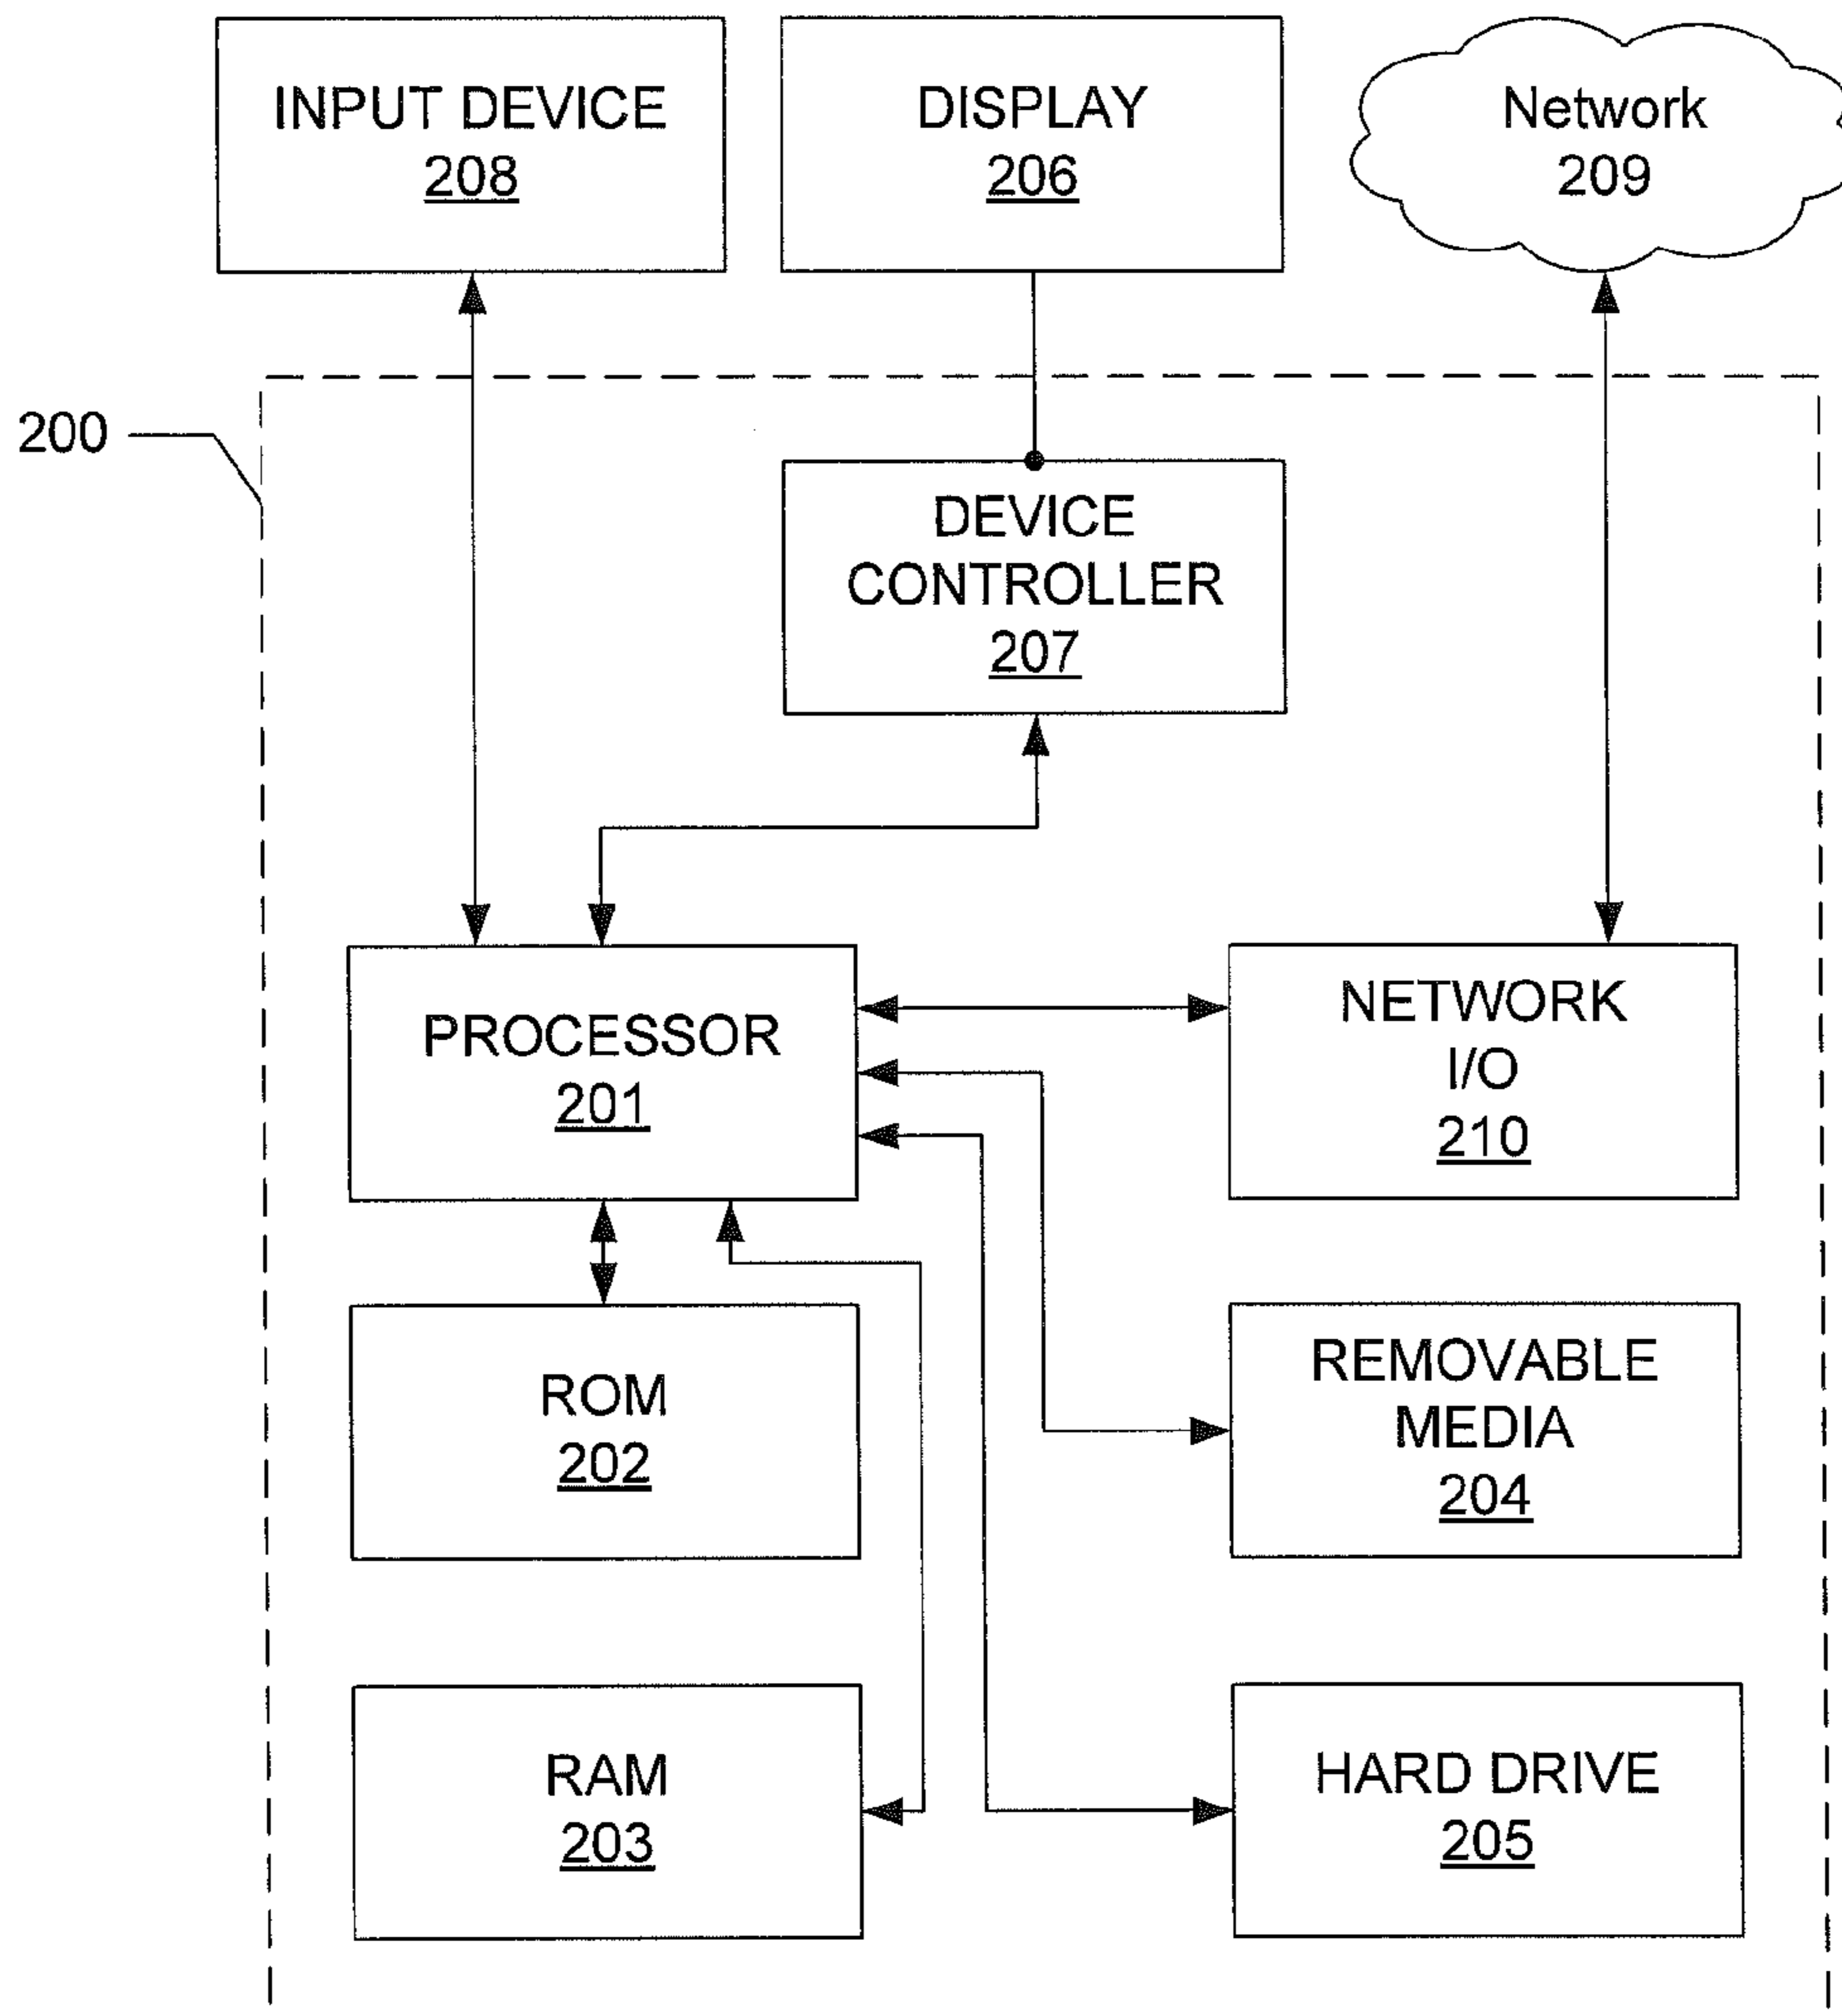 INPUT DEVICE
208
DISPLAY
206
Network
209
200
DEVICE
CONTROLLER
207
PROCESSOR
201
NETWORK
I/O
210
ROM
202
REMOVABLE
MEDIA
204
RAM
203
HARD DRIVE
205